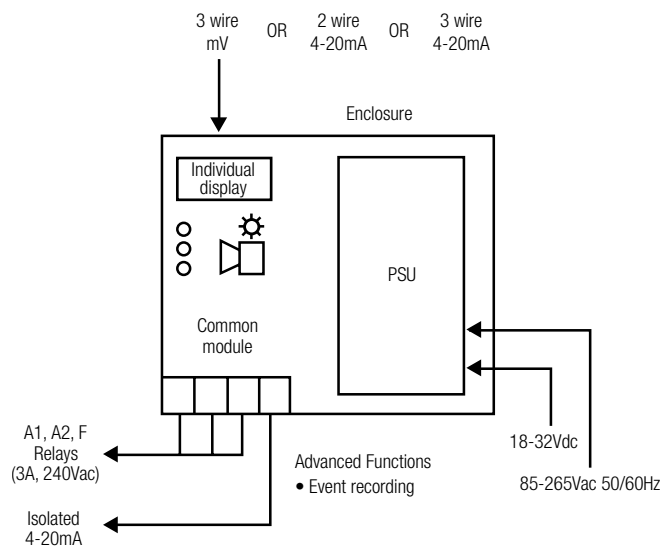 3 wire
mV
OR
2 wire
4-20mA
OR
3 wire
4-20mA
Enclosure
Individual
display
PSU
Common
module
A1, A2, F
Relays
(3A, 240Vac)
Isolated
4-20mA
Advanced Functions
• Event recording
18-32Vdc
85-265Vac 50/60Hz